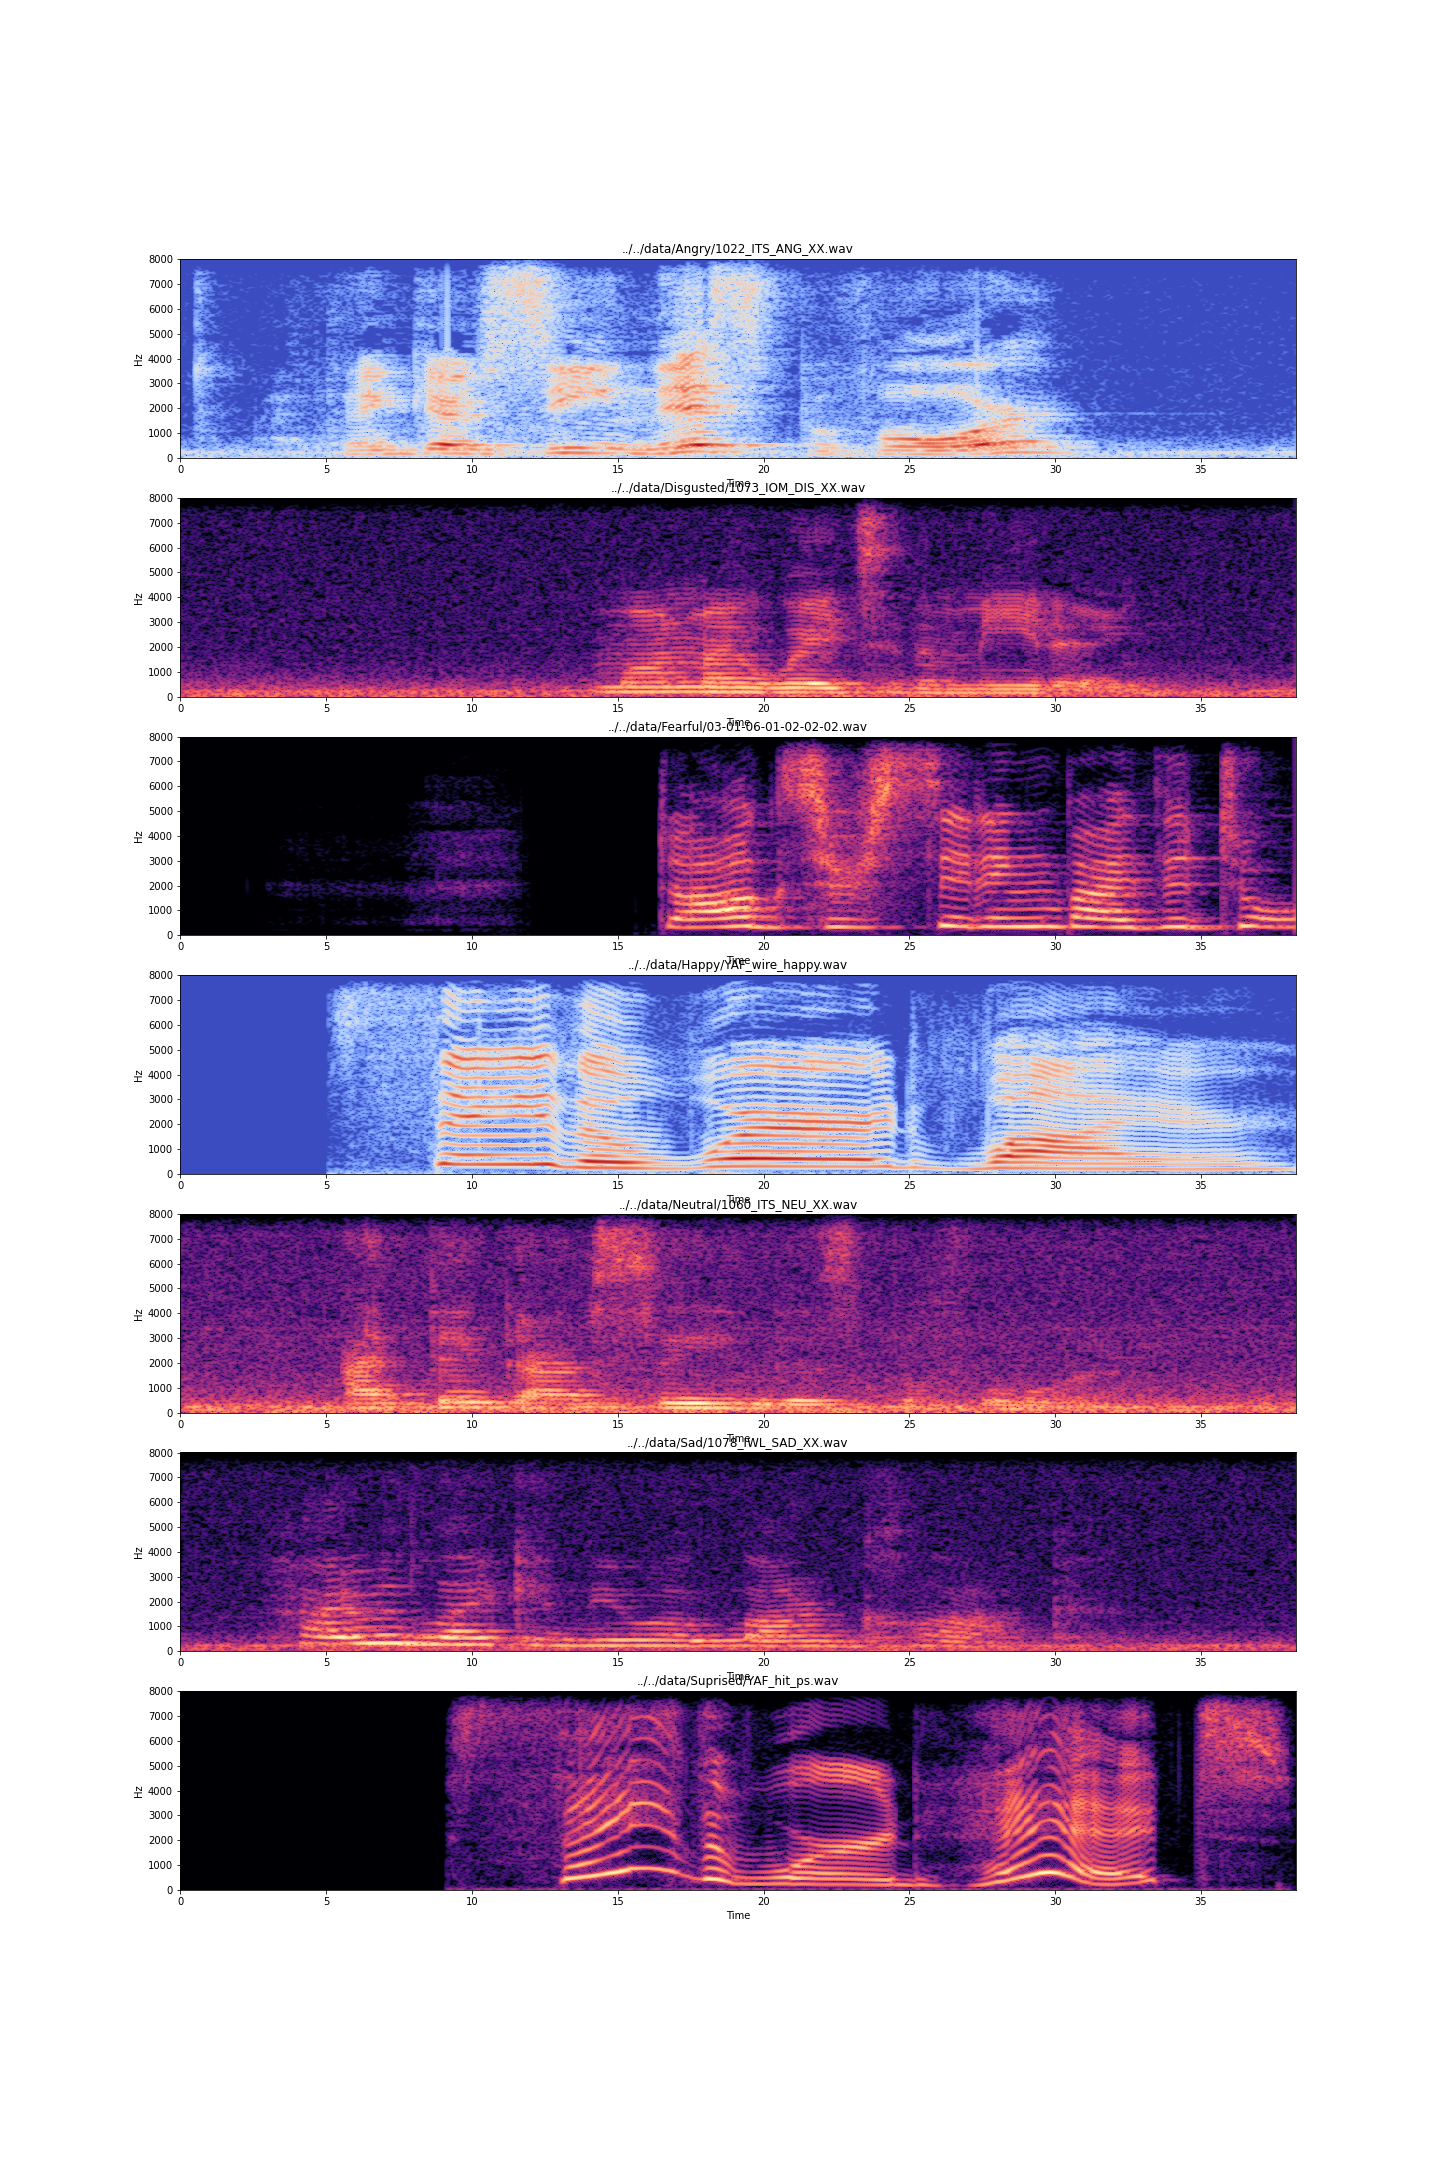 ../../data/Angry/1022_ITS_ANG_XX.wav
8000
7000
6000
5000
4000
3000
2000
1000
0
Hz
0 5 10 15 20 25 30 35
Time
../../data/Disgusted/1073_IOM_DIS_XX.wav
8000
7000
6000
5000
4000
3000
2000
1000
0
Hz
0 5 10 15 20 25 30 35
Time
../../data/Fearful/03-01-06-01-02-02-02.wav
8000
7000
6000
5000
4000
3000
2000
1000
0
Hz
0 5 10 15 20 25 30 35
Time
../../data/Happy/YAF_wire_happy.wav
8000
7000
6000
5000
4000
3000
2000
1000
0
Hz
0 5 10 15 20 25 30 35
Time
../../data/Neutral/1060_ITS_NEU_XX.wav
8000
7000
6000
5000
4000
3000
2000
1000
0
Hz
0 5 10 15 20 25 30 35
Time
../../data/Sad/1078_IWL_SAD_XX.wav
8000
7000
6000
5000
4000
3000
2000
1000
0
Hz
0 5 10 15 20 25 30 35
Time
../../data/Suprised/YAF_hit_ps.wav
8000
7000
6000
5000
4000
3000
2000
1000
0
Hz
0 5 10 15 20 25 30 35
Time